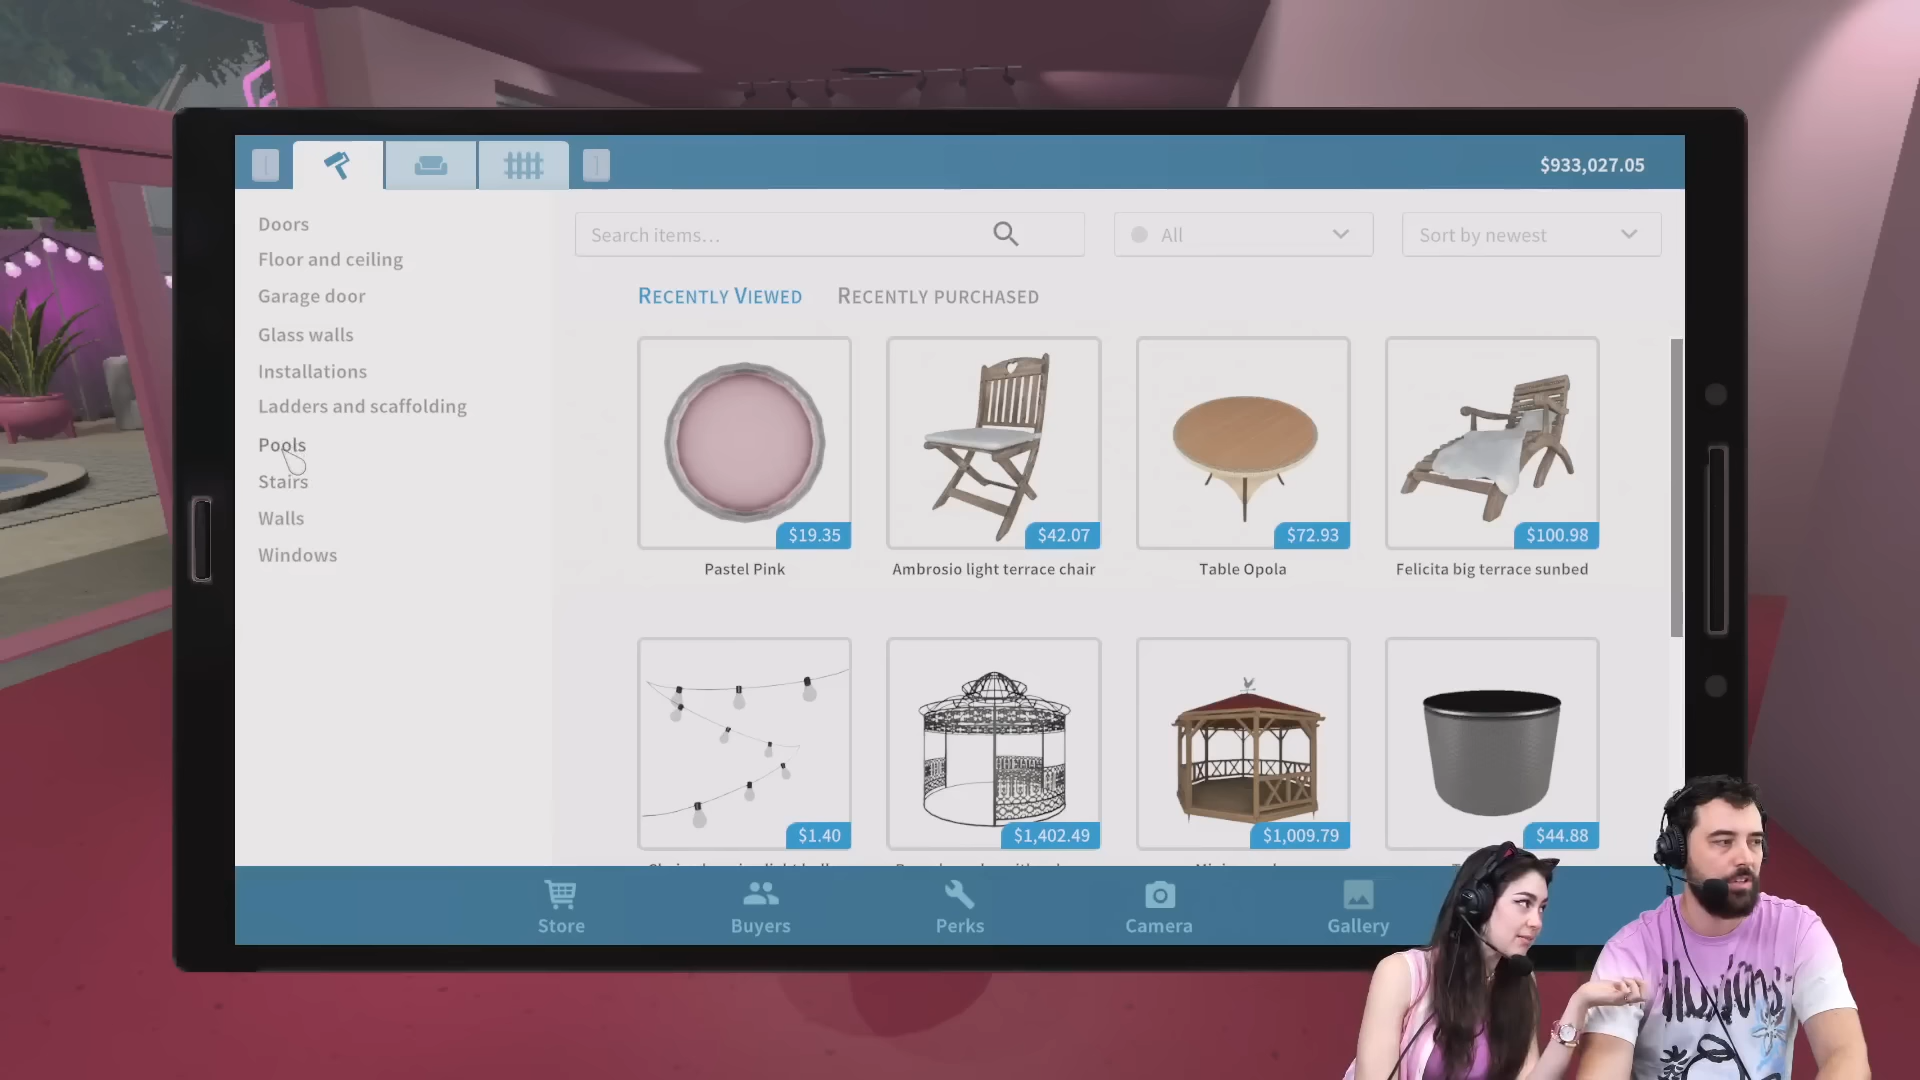 $933,027.05
Doors
Floor and ceiling
Garage door
Glass walls
Installations
Ladders and scaffolding
Pools
Stairs
Walls
Windows
Search items...
All
Sort by newest
RECENTLY VIEWED
RECENTLY PURCHASED
$19.35
$42.07
$72.93
$100.98
Pastel Pink
Ambrosio light terrace chair
Table Opola
Felicita big terrace sunbed
$1.40
$1,402.49
$1,009.79
$44.88
Store
Buyers
Perks
Camera
Gallery